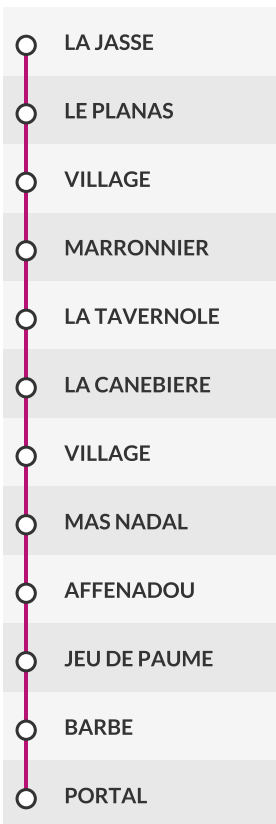 LA JASSE
LE PLANAS
VILLAGE
MARRONNIER
LA TAVERNOLE
LA CANEBIERE
VILLAGE
MAS NADAL
AFFENADOU
JEU DE PAUME
BARBE
PORTAL